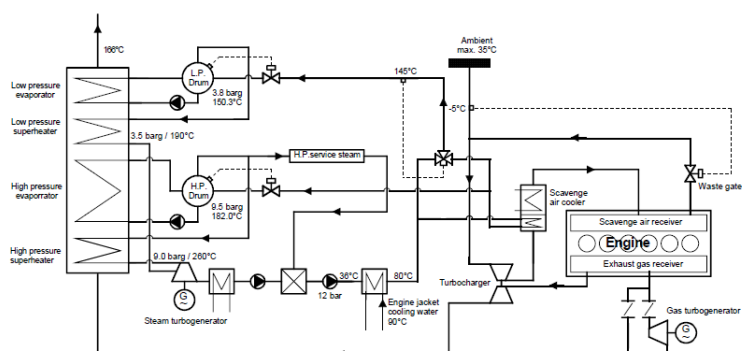 Ambient
max. 35°C
166°C
L.P.
Drum
145°C
Low pressure
evaporator
3.8 barg
150.3°C
-5°C
Low pressure
superheater
3.5 barg / 190°C
H.P.service steam
Waste gate
High pressure
evaporator
H.P.
Drum
Scavenge
air cooler
9.5 barg
182.0°C
Scavenge air receiver
Engine
High pressure
superheater
9.0 barg / 260°C
Exhaust gas receiver
36°C
80°C
Turbocharger
12 bar
Engine jacket
cooling water
90°C
G
~
Steam turbogenerator
Gas turbogenerator
G
~